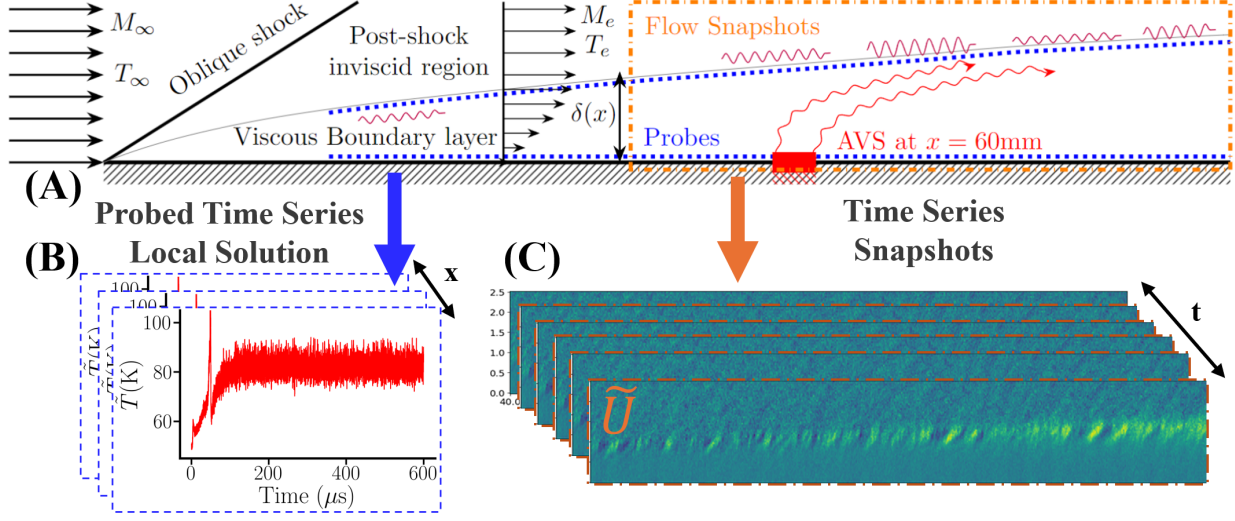 M∞
T∞
Oblique shock
Post-shock
inviscid region
Me
Te
Flow Snapshots
δ(x)
Viscous Boundary layer
Probes
AVS at x = 60mm
(A)
Probed Time Series
Local Solution
Time Series
Snapshots
(B)
x
100
100
100
80
60
T̃(K)
0
200
400
600
Time (μs)
(C)
t
2.5
2.0
1.5
1.0
0.5
0.0
40.0
Ũ